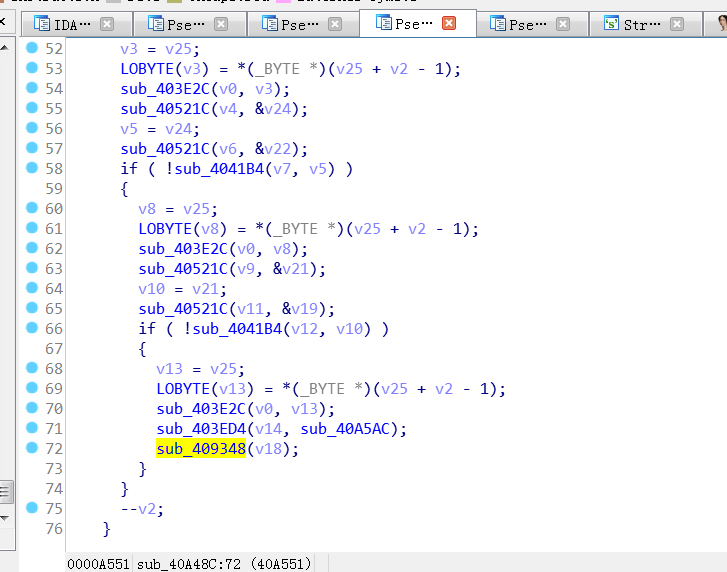 IDA⋯ Pse⋯ Pse⋯ Pse⋯ Pse⋯ Str⋯
52 v3 = v25;
53 LOBYTE(v3) = *(_BYTE *)(v25 + v2 - 1);
54 sub_403E2C(v0, v3);
55 sub_40521C(v4, &v24);
56 v5 = v24;
57 sub_40521C(v6, &v22);
58 if ( !sub_4041B4(v7, v5) )
59 {
60 v8 = v25;
61 LOBYTE(v8) = *(_BYTE *)(v25 + v2 - 1);
62 sub_403E2C(v0, v8);
63 sub_40521C(v9, &v21);
64 v10 = v21;
65 sub_40521C(v11, &v19);
66 if ( !sub_4041B4(v12, v10) )
67 {
68 v13 = v25;
69 LOBYTE(v13) = *(_BYTE *)(v25 + v2 - 1);
70 sub_403E2C(v0, v13);
71 sub_403ED4(v14, sub_40A5AC);
72 sub_409348(v18);
73 }
74 }
75 --v2;
76 }
0000A551 sub_40A48C:72 (40A551)